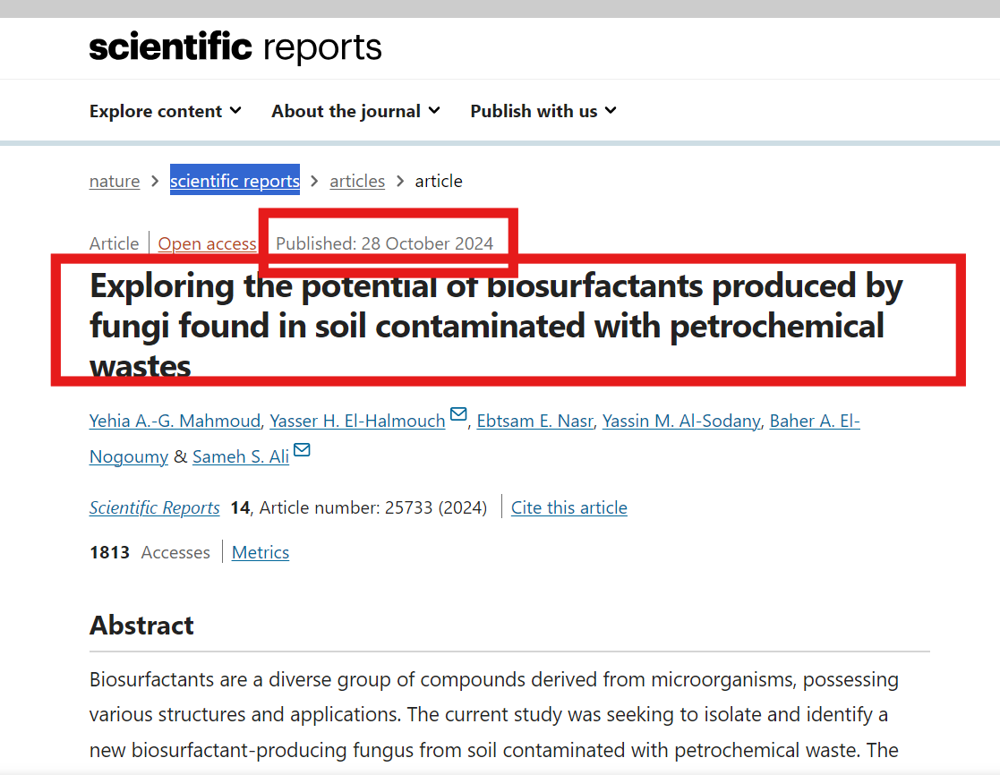 scientific reports
Explore content About the journal Publish with us
nature > scientific reports > articles > article
Article | Open access Published: 28 October 2024
Exploring the potential of biosurfactants produced by
fungi found in soil contaminated with petrochemical
wastes
Yehia A.-G. Mahmoud, Yasser H. El-Halmouch, Ebtsam E. Nasr, Yassin M. Al-Sodany, Baher A. El-
Nogoumy & Sameh S. Ali
Scientific Reports 14, Article number: 25733 (2024) | Cite this article
1813 Accesses | Metrics
Abstract
Biosurfactants are a diverse group of compounds derived from microorganisms, possessing
various structures and applications. The current study was seeking to isolate and identify a
new biosurfactant-producing fungus from soil contaminated with petrochemical waste. The